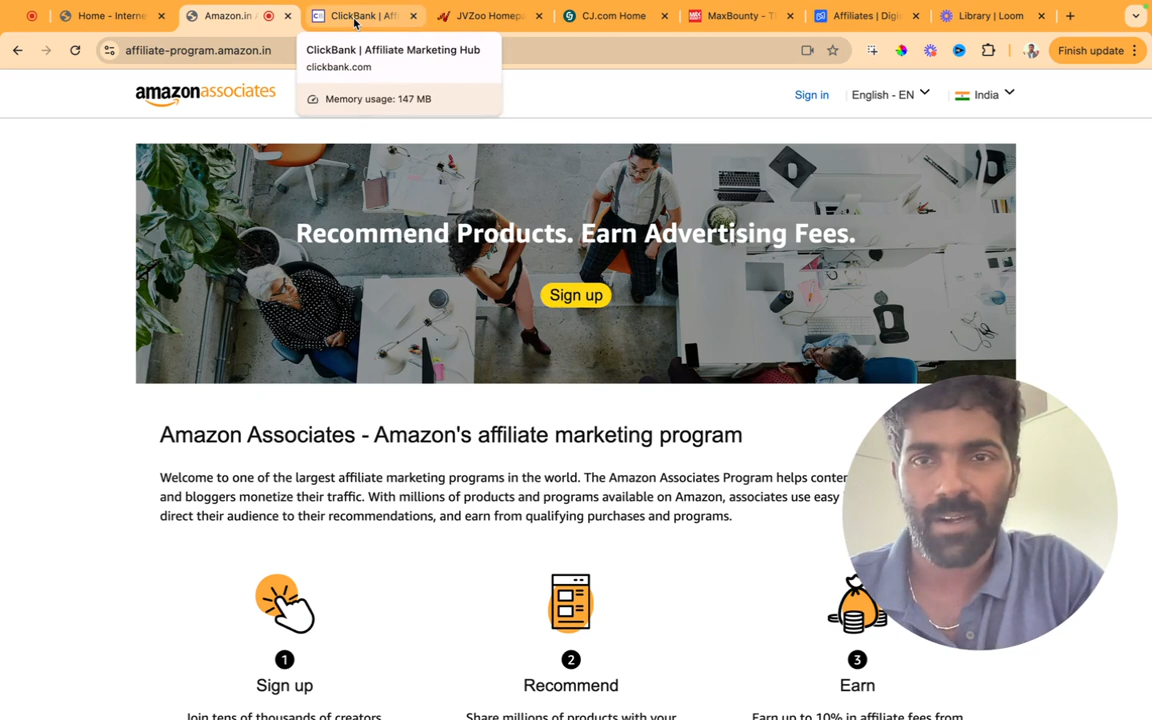 Home - Interne
Amazon.in
ClickBank | Aff
JVZoo Homepa
CJ.com Home
MaxBounty - T
Affiliates | Digi
Library | Loom
affiliate-program.amazon.in
Finish update
ClickBank | Affiliate Marketing Hub
clickbank.com
Memory usage: 147 MB
amazonassociates
Sign in
English - EN
India
Recommend Products. Earn Advertising Fees.
Sign up
Amazon Associates - Amazon's affiliate marketing program
Welcome to one of the largest affiliate marketing programs in the world. The Amazon Associates Program helps conten
and bloggers monetize their traffic. With millions of products and programs available on Amazon, associates use easy
direct their audience to their recommendations, and earn from qualifying purchases and programs.
1
2
3
Sign up
Recommend
Earn
Join tens of thousands of creators,
Share millions of products with your
Earn up to 10% in affiliate fees from